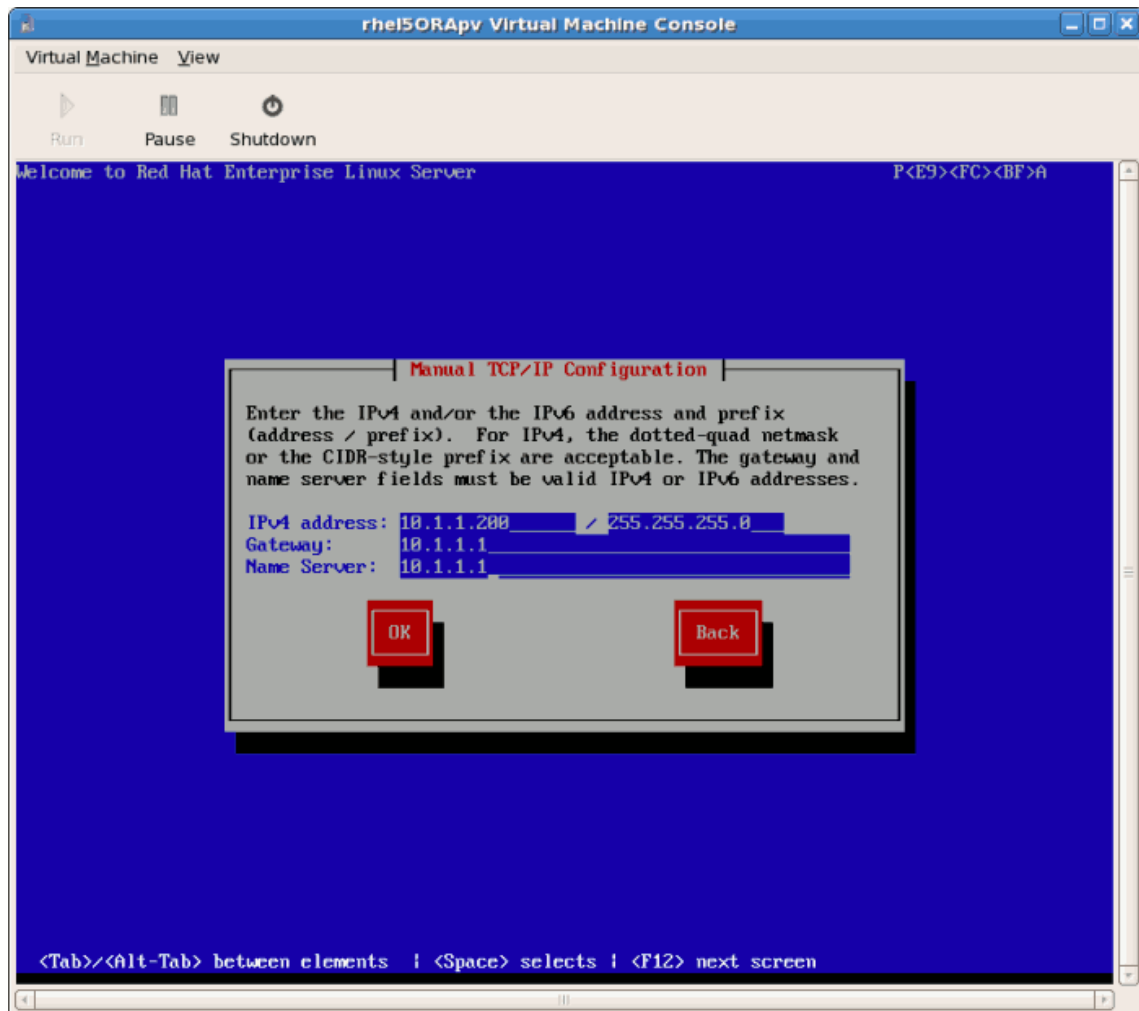 rhel5ORApv Virtual Machine Console
Virtual Machine View
Run Pause Shutdown
Welcome to Red Hat Enterprise Linux Server P<E9><FC><BF>A
Manual TCP/IP Configuration
Enter the IPv4 and/or the IPv6 address and prefix
(address / prefix). For IPv4, the dotted-quad netmask
or the CIDR-style prefix are acceptable. The gateway and
name server fields must be valid IPv4 or IPv6 addresses.
IPv4 address: 10.1.1.200______ / 255.255.255.0___
Gateway: 10.1.1.1
Name Server: 10.1.1.1
OK Back
<Tab>/<Alt-Tab> between elements | <Space> selects | <F12> next screen